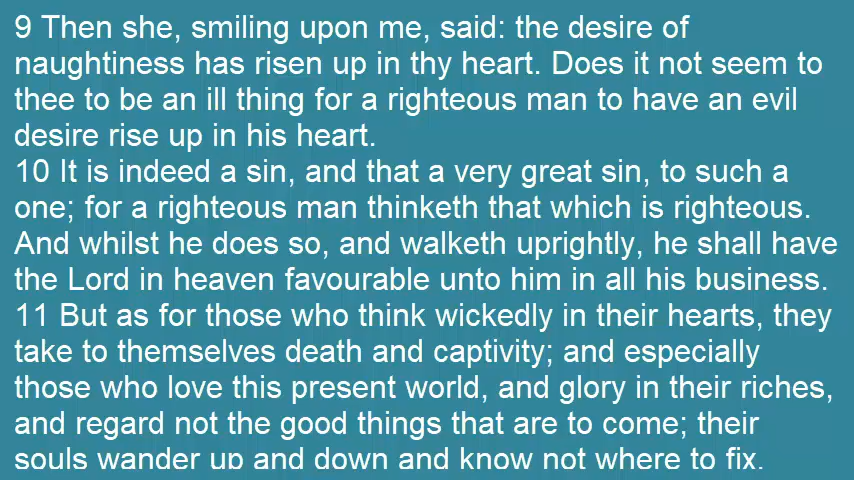 9 Then she, smiling upon me, said: the desire of
naughtiness has risen up in thy heart. Does it not seem to
thee to be an ill thing for a righteous man to have an evil
desire rise up in his heart.
10 It is indeed a sin, and that a very great sin, to such a
one; for a righteous man thinketh that which is righteous.
And whilst he does so, and walketh uprightly, he shall have
the Lord in heaven favourable unto him in all his business.
11 But as for those who think wickedly in their hearts, they
take to themselves death and captivity; and especially
those who love this present world, and glory in their riches,
and regard not the good things that are to come; their
souls wander up and down and know not where to fix.